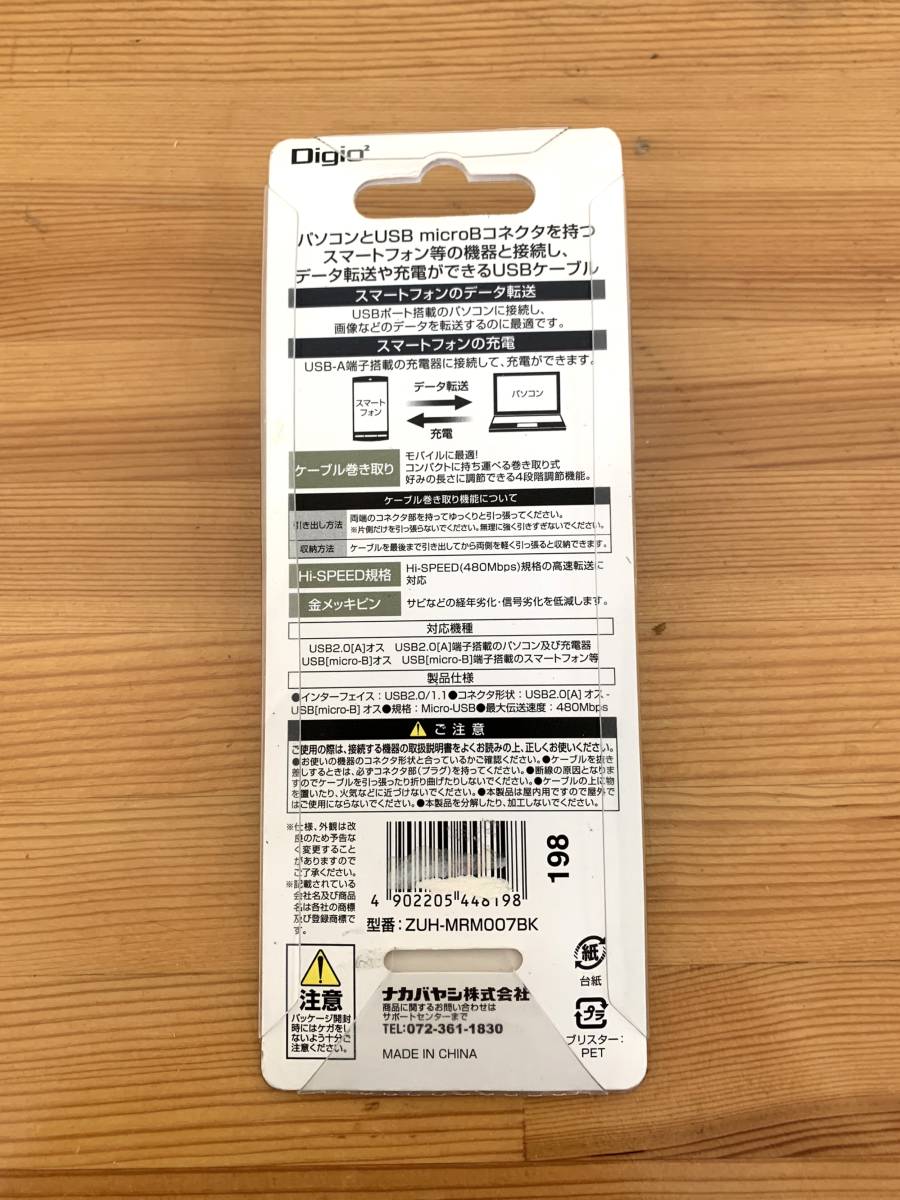 Digio²
パソコンとUSB microBコネクタを持つ
スマートフォン等の機器と接続し、
データ転送や充電ができるUSBケーブル
スマートフォンのデータ転送
USBポート搭載のパソコンに接続し、
画像などのデータを転送するのに最適です。
スマートフォンの充電
USB-A端子搭載の充電器に接続して、充電ができます。
スマート
フォン
データ転送
充電
パソコン
ケーブル巻き取り
モバイルに最適!
コンパクトに持ち運べる巻き取り式
好みの長さに調節できる4段階調節機能。
ケーブル巻き取り機能について
引き出し方法
両端のコネクタ部を持ってゆっくりと引っ張ってください。
※片側だけを引っ張らないでください。無理に強く引きすぎないでください。
収納方法
ケーブルを最後まで引き出してから両側を軽く引っ張ると収納できます。
Hi-SPEED規格
Hi-SPEED(480Mbps)規格の高速転送に
対応
金メッキピン
サビなどの経年劣化・信号劣化を低減します。
対応機種
USB2.0[A]オス USB2.0[A]端子搭載のパソコン及び充電器
USB[micro-B]オス USB[micro-B]端子搭載のスマートフォン等
製品仕様
●インターフェイス:USB2.0/1.1●コネクタ形状:USB2.0[A]オス-
USB[micro-B]オス●規格:Micro-USB●最大伝送速度:480Mbps
ご注意
ご使用の際は、接続する機器の取扱説明書をよくお読みの上、正しくお使いください。
●お使いの機器のコネクタ形状と合っているかご確認ください。●ケーブルを抜き
差しするときは、必ずコネクタ部(プラグ)を持ってください。●断線の原因となりま
すのでケーブルを引っ張ったり折り曲げたりしないでください。●ケーブルの上に物
を置いたり、火気などに近づけないでください。●本製品は屋内用ですので屋外で
はご使用にならないでください。●本製品を分解したり、加工しないでください。
※仕様、外観は改
良のため予告な
く変更すること
がありますので
ご了承ください。
※記載されている
会社名及び商品
名は各社の商標
及び登録商標で
す。
4 902205 446198
198
型番:ZUH-MRM007BK
注意
パッケージ開封
時にはケガをし
ないよう十分ご
注意ください。
ナカバヤシ株式会社
商品に関するお問い合わせは
サポートセンターまで
TEL:072-361-1830
MADE IN CHINA
紙
台紙
プラ
ブリスター:
PET